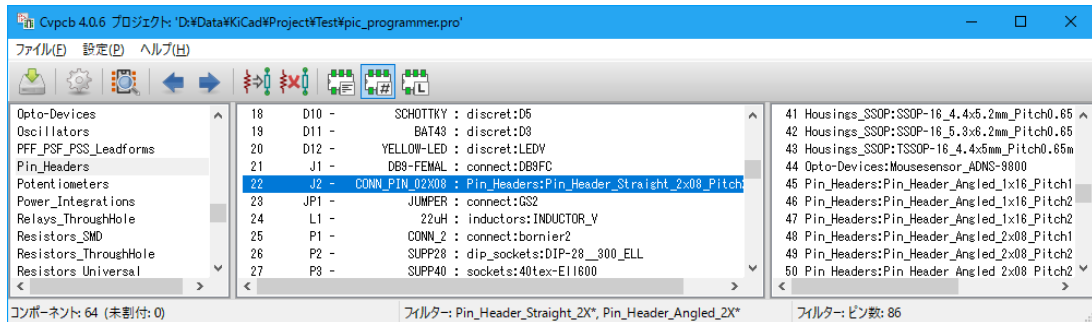 Cvpcb 4.0.6 プロジェクト: 'D:¥Data¥KiCad¥Project¥Test¥pic_programmer.pro'
ファイル(F) 設定(P) ヘルプ(H)
Opto-Devices
Oscillators
PFF_PSF_PSS_Leadforms
Pin_Headers
Potentiometers
Power_Integrations
Relays_ThroughHole
Resistors_SMD
Resistors_ThroughHole
Resistors_Universal
18 D10 - SCHOTTKY : discret:D5
19 D11 - BAT43 : discret:D3
20 D12 - YELLOW-LED : discret:LEDV
21 J1 - DB9-FEMAL : connect:DB9FC
22 J2 - CONN_PIN_02X08 : Pin_Headers:Pin_Header_Straight_2x08_Pitch
23 JP1 - JUMPER : connect:GS2
24 L1 - 22uH : inductors:INDUCTOR_V
25 P1 - CONN_2 : connect:bornier2
26 P2 - SUPP28 : dip_sockets:DIP-28__300_ELL
27 P3 - SUPP40 : sockets:40tex-Ell600
41 Housings_SSOP:SSOP-16_4.4x5.2mm_Pitch0.65
42 Housings_SSOP:SSOP-16_5.3x6.2mm_Pitch0.65
43 Housings_SSOP:TSSOP-16_4.4x5mm_Pitch0.65m
44 Opto-Devices:Mousesensor_ADNS-9800
45 Pin_Headers:Pin_Header_Angled_1x16_Pitch1
46 Pin_Headers:Pin_Header_Angled_1x16_Pitch2
47 Pin_Headers:Pin_Header_Angled_1x16_Pitch2
48 Pin_Headers:Pin_Header_Angled_2x08_Pitch1
49 Pin_Headers:Pin_Header_Angled_2x08_Pitch2
50 Pin_Headers:Pin_Header_Angled_2x08_Pitch2
コンポーネント: 64 (未割付: 0)
フィルター: Pin_Header_Straight_2X*, Pin_Header_Angled_2X*
フィルター: ピン数: 86